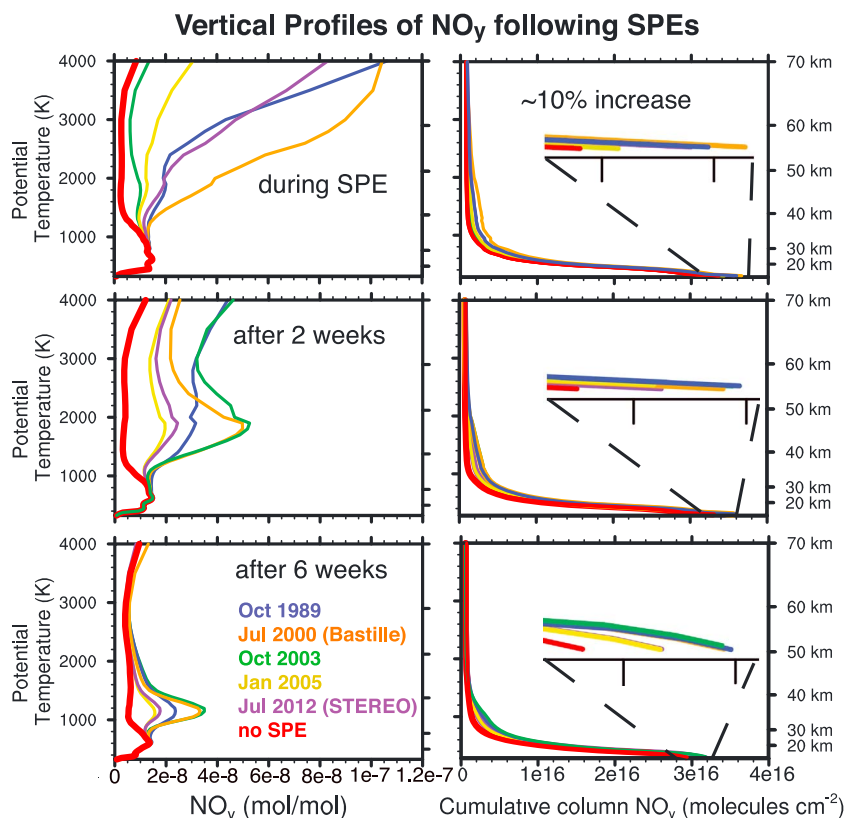 Vertical Profiles of NOy following SPEs
4000
3000
2000
1000
Potential
Temperature (K)
during SPE
~10% increase
70 km
60 km
50 km
40 km
30 km
20 km
4000
3000
2000
1000
Potential
Temperature (K)
after 2 weeks
70 km
60 km
50 km
40 km
30 km
20 km
4000
3000
2000
1000
Potential
Temperature (K)
after 6 weeks
Oct 1989
Jul 2000 (Bastille)
Oct 2003
Jan 2005
Jul 2012 (STEREO)
no SPE
70 km
60 km
50 km
40 km
30 km
20 km
0 2e-8 4e-8 6e-8 8e-8 1e-7 1.2e-7
0 1e16 2e16 3e16 4e16
NOy (mol/mol)
Cumulative column NOy (molecules cm-2)